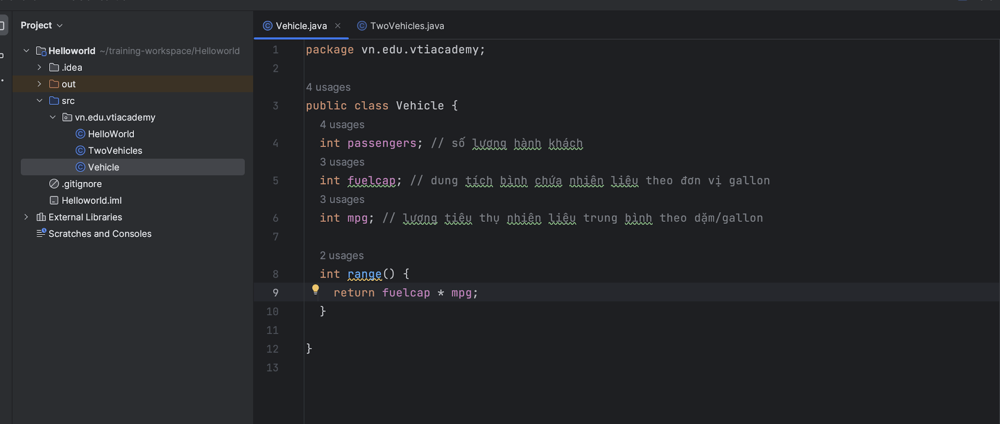 Project
Helloworld ~/training-workspace/Helloworld
.idea
out
src
vn.edu.vtiacademy
HelloWorld
TwoVehicles
Vehicle
.gitignore
Helloworld.iml
External Libraries
Scratches and Consoles
Vehicle.java TwoVehicles.java
1 package vn.edu.vtiacademy;
2
4 usages
3 public class Vehicle {
4 usages
4 int passengers; // số lượng hành khách
3 usages
5 int fuelcap; // dung tích bình chứa nhiên liệu theo đơn vị gallon
3 usages
6 int mpg; // lượng tiêu thụ nhiên liệu trung bình theo dặm/gallon
7
2 usages
8 int range() {
9 return fuelcap * mpg;
10 }
11
12 }
13